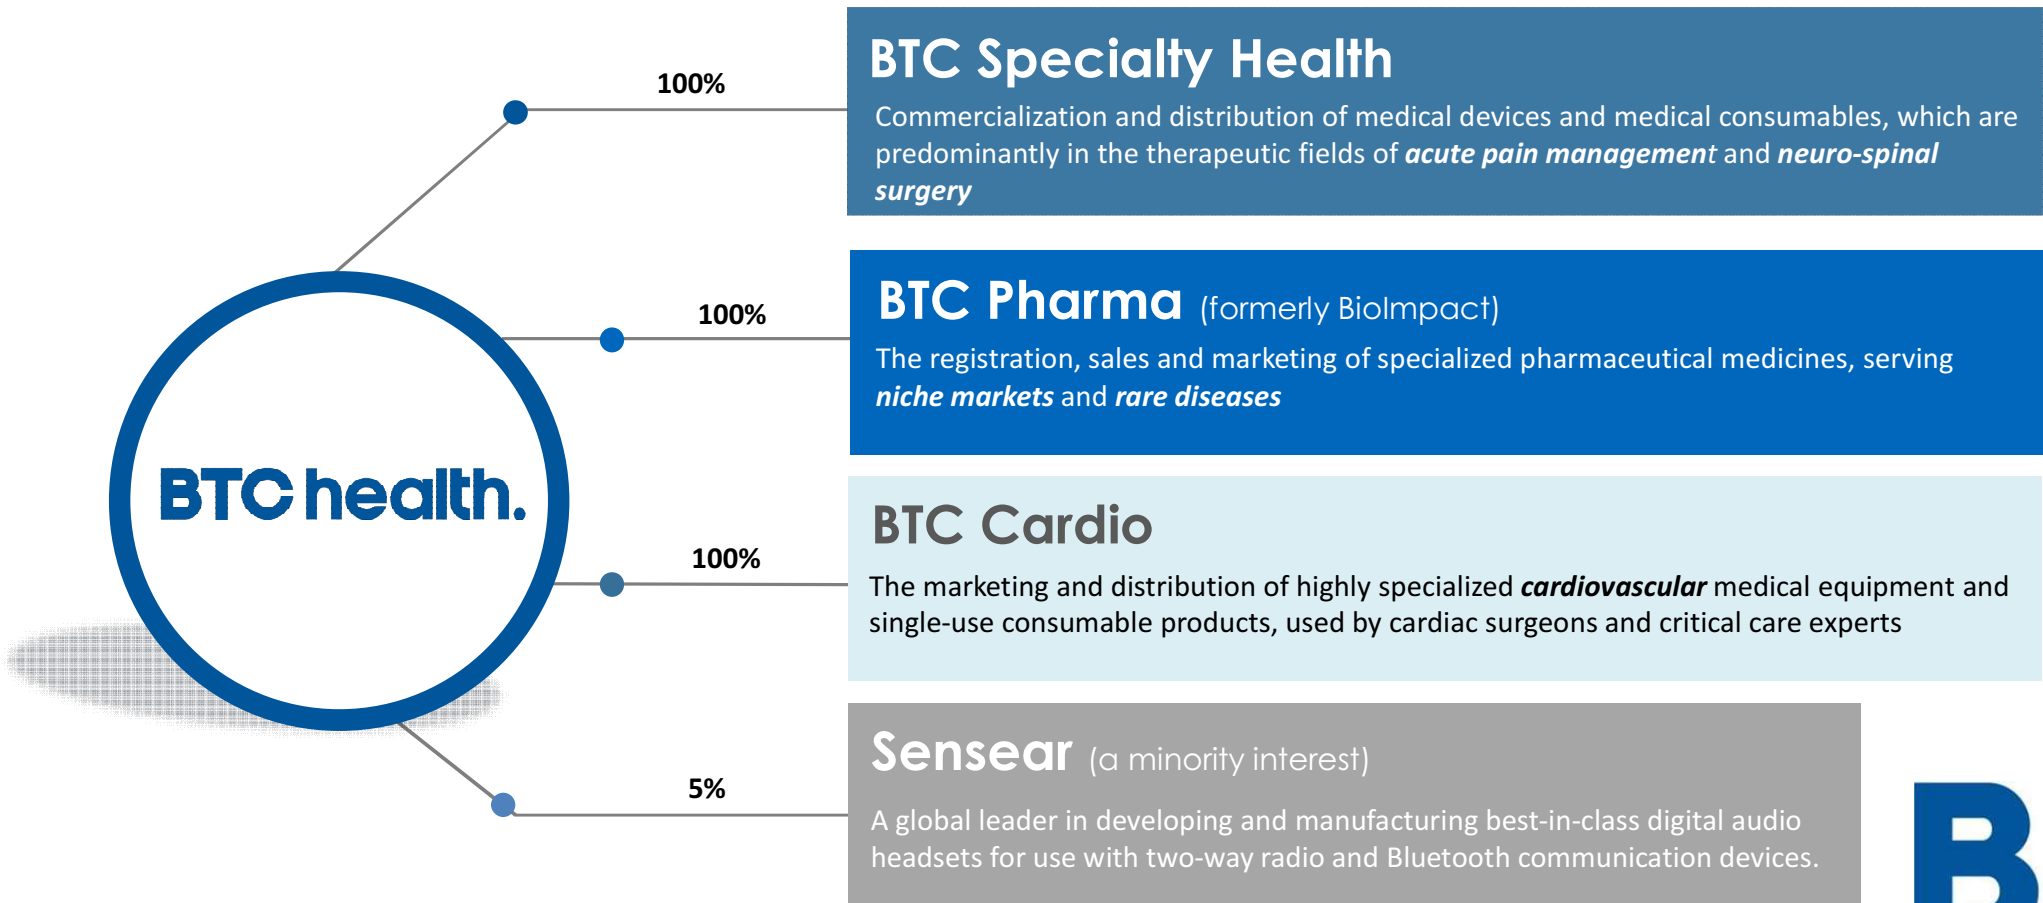 100%
BTC Specialty Health
Commercialization and distribution of medical devices and medical consumables, which are
predominantly in the therapeutic fields of acute pain management and neuro-spinal
surgery
100%
BTC Pharma (formerly BioImpact)
The registration, sales and marketing of specialized pharmaceutical medicines, serving
niche markets and rare diseases
BTC health.
100%
BTC Cardio
The marketing and distribution of highly specialized cardiovascular medical equipment and
single-use consumable products, used by cardiac surgeons and critical care experts
5%
Sensear (a minority interest)
A global leader in developing and manufacturing best-in-class digital audio
headsets for use with two-way radio and Bluetooth communication devices.
B